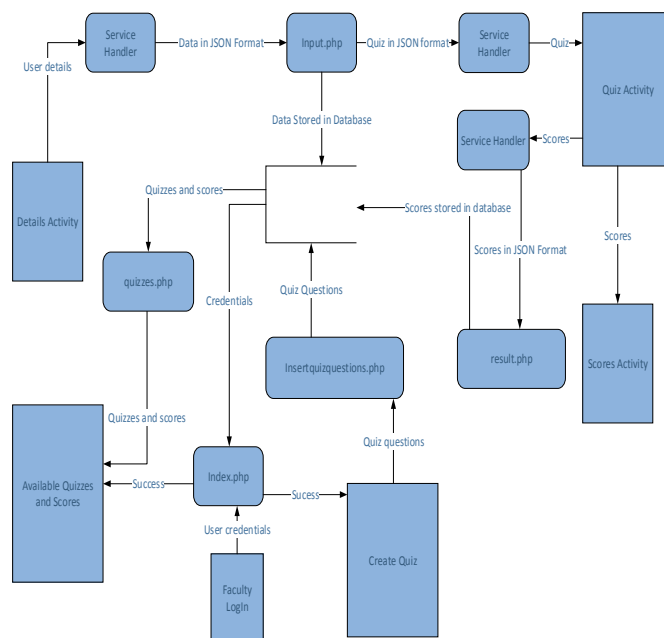 Service
Handler
Data in JSON Format
Input.php
Quiz in JSON format
Service
Handler
Quiz
Quiz Activity
User details
Data Stored in Database
Service Handler
Scores
Details Activity
Quizzes and scores
Scores stored in database
Scores
Scores in JSON Format
quizzes.php
Credentials
Quiz Questions
Insertquizquestions.php
result.php
Scores Activity
Quizzes and scores
Quiz questions
Available Quizzes
and Scores
Success
Index.php
Sucess
User credentials
Create Quiz
Faculty
LogIn